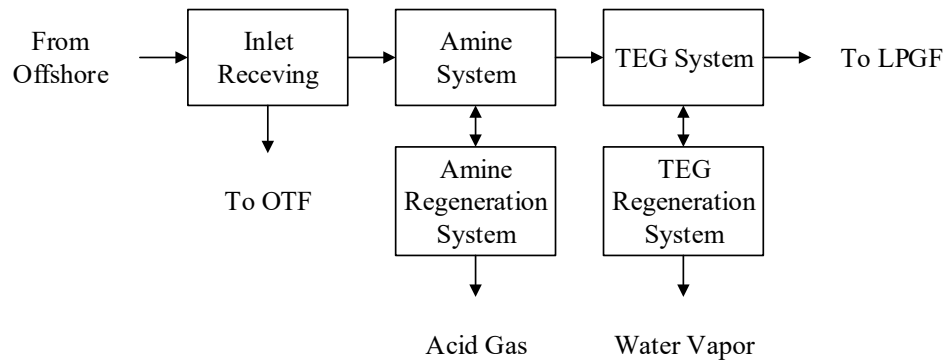 From
Offshore
Inlet
Receving
Amine
System
TEG System
To LPGF
To OTF
Amine
Regeneration
System
TEG
Regeneration
System
Acid Gas
Water Vapor